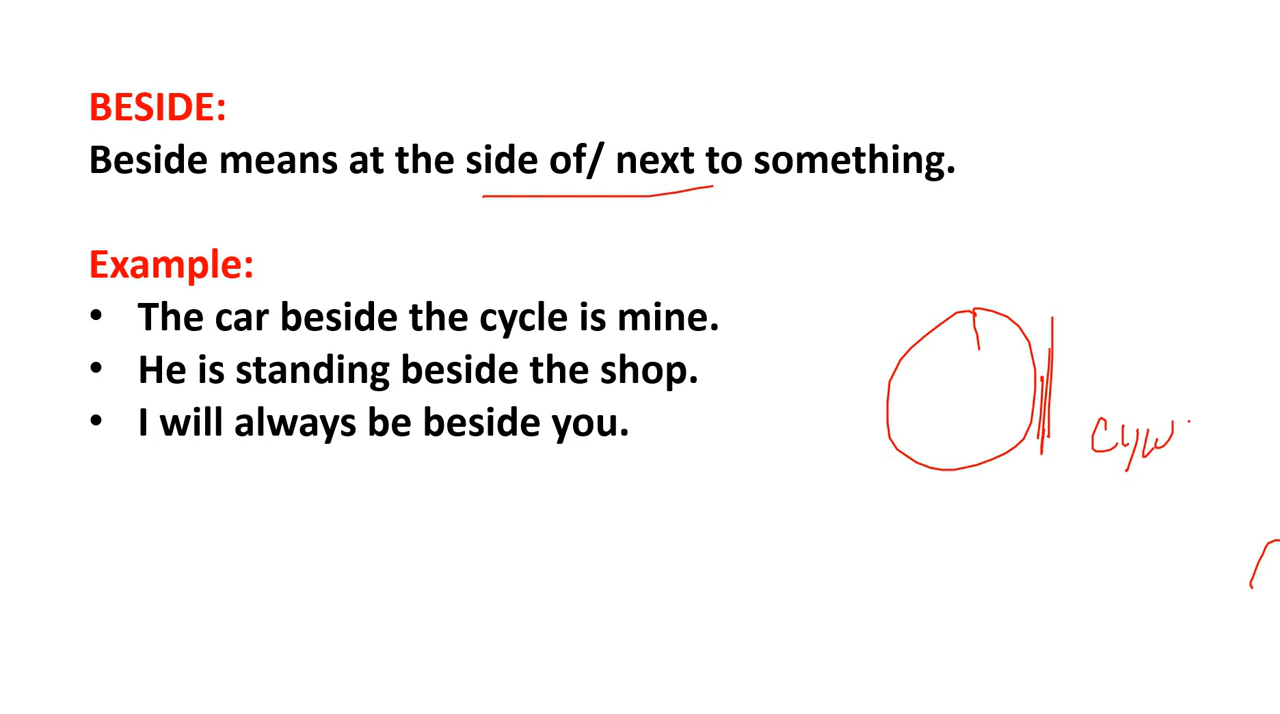 BESIDE:
Beside means at the side of/ next to something.
Example:
• The car beside the cycle is mine.
• He is standing beside the shop.
• I will always be beside you.